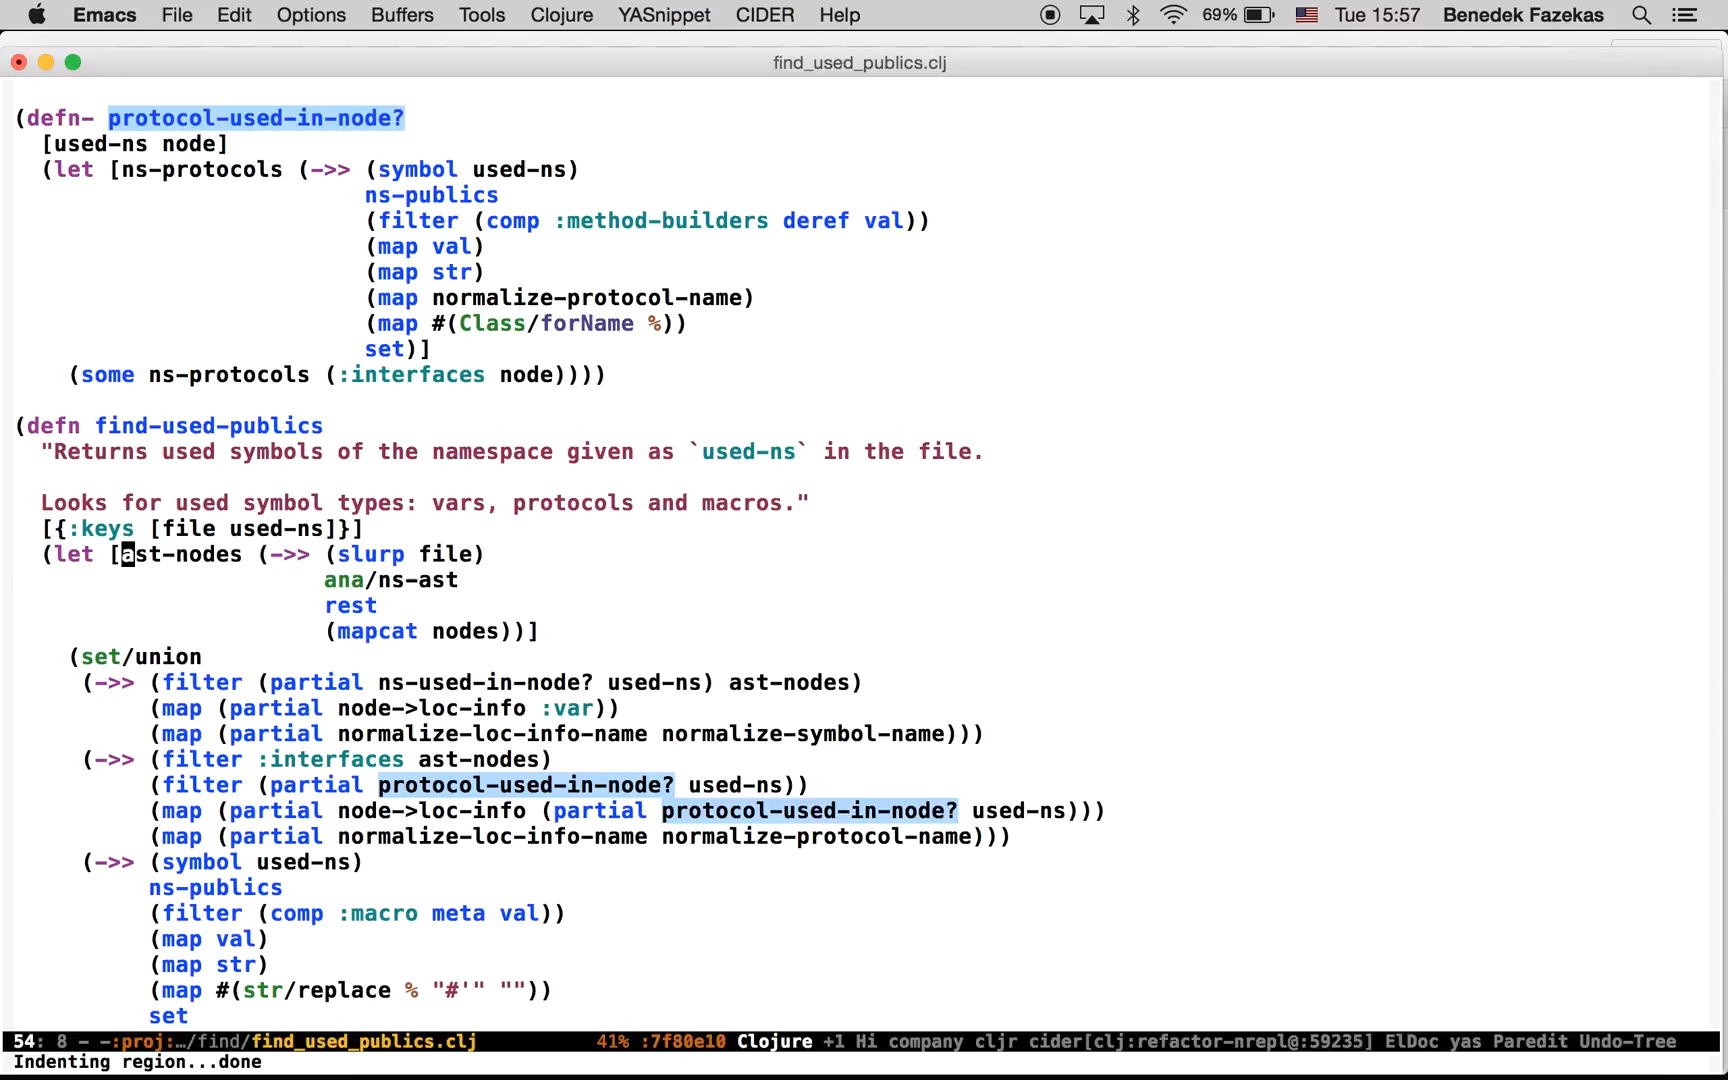 Emacs File Edit Options Buffers Tools Clojure YASnippet CIDER Help 69% Tue 15:57 Benedek Fazekas
find_used_publics.clj
(defn- protocol-used-in-node?
  [used-ns node]
  (let [ns-protocols (->> (symbol used-ns)
                          ns-publics
                          (filter (comp :method-builders deref val))
                          (map val)
                          (map str)
                          (map normalize-protocol-name)
                          (map #(Class/forName %))
                          set)]
    (some ns-protocols (:interfaces node))))
(defn find-used-publics
  "Returns used symbols of the namespace given as `used-ns` in the file.
  Looks for used symbol types: vars, protocols and macros."
  [{:keys [file used-ns]}]
  (let [ast-nodes (->> (slurp file)
                       ana/ns-ast
                       rest
                       (mapcat nodes))]
    (set/union
     (->> (filter (partial ns-used-in-node? used-ns) ast-nodes)
          (map (partial node->loc-info :var))
          (map (partial normalize-loc-info-name normalize-symbol-name)))
     (->> (filter :interfaces ast-nodes)
          (filter (partial protocol-used-in-node? used-ns))
          (map (partial node->loc-info (partial protocol-used-in-node? used-ns)))
          (map (partial normalize-loc-info-name normalize-protocol-name)))
     (->> (symbol used-ns)
          ns-publics
          (filter (comp :macro meta val))
          (map val)
          (map str)
          (map #(str/replace % "#'" ""))
          set
54: 8 - -:proj:…/find/find_used_publics.clj 41% :7f80e10 Clojure +1 Hi company cljr cider[clj:refactor-nrepl@:59235] ElDoc yas Paredit Undo-Tree
Indenting region...done